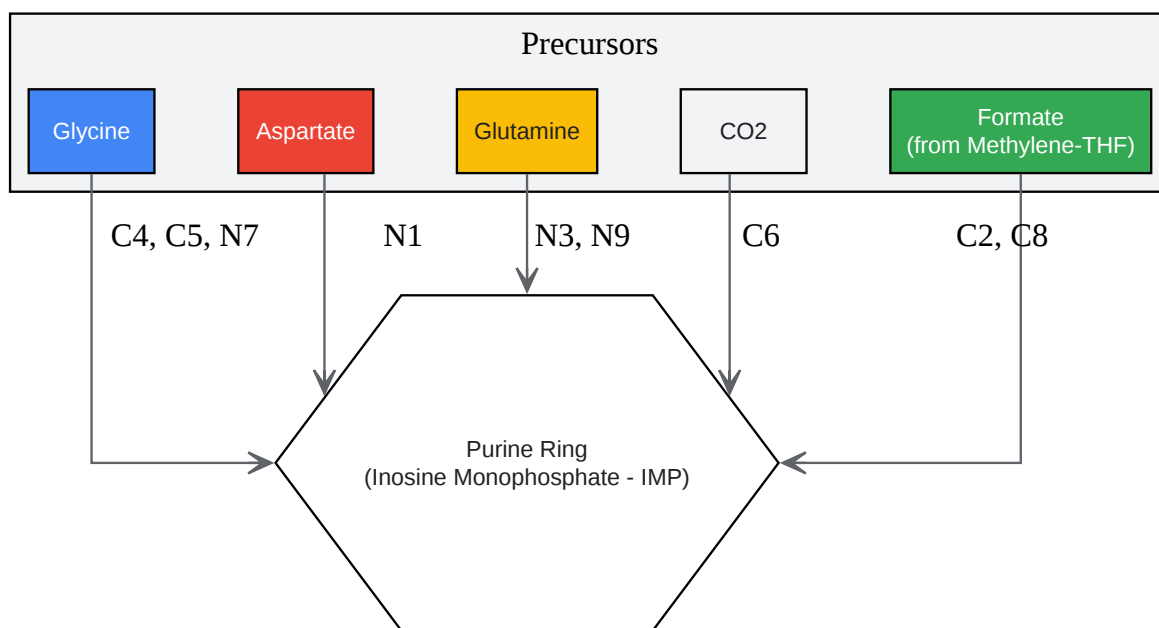 Precursors
Glycine
Aspartate
Glutamine
CO2
Formate
(from Methylene-THF)
C4, C5, N7
N1
N3, N9
C6
C2, C8
Purine Ring
(Inosine Monophosphate - IMP)